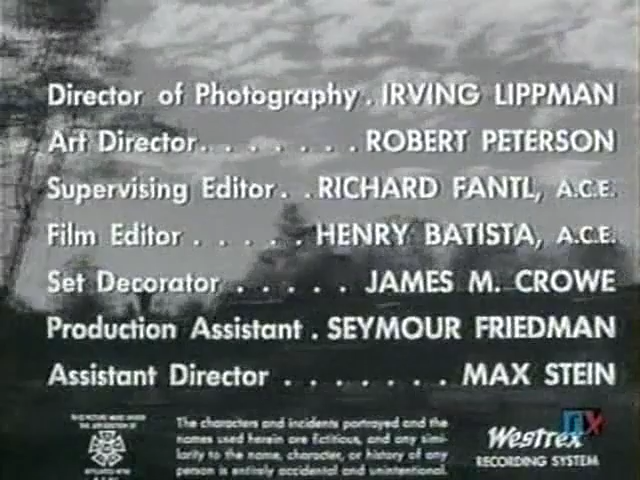 Director of Photography . IRVING LIPPMAN
Art Director. . . . . . . ROBERT PETERSON
Supervising Editor. . RICHARD FANTL, A.C.E.
Film Editor . . . . . HENRY BATISTA, A.C.E.
Set Decorator . . . . . JAMES M. CROWE
Production Assistant . SEYMOUR FRIEDMAN
Assistant Director . . . . . . . MAX STEIN
The characters and incidents portrayed and the
names used herein are fictitious, and any simi-
larity to the name, character, or history of any
person is entirely accidental and unintentional.
Westrex
RECORDING SYSTEM